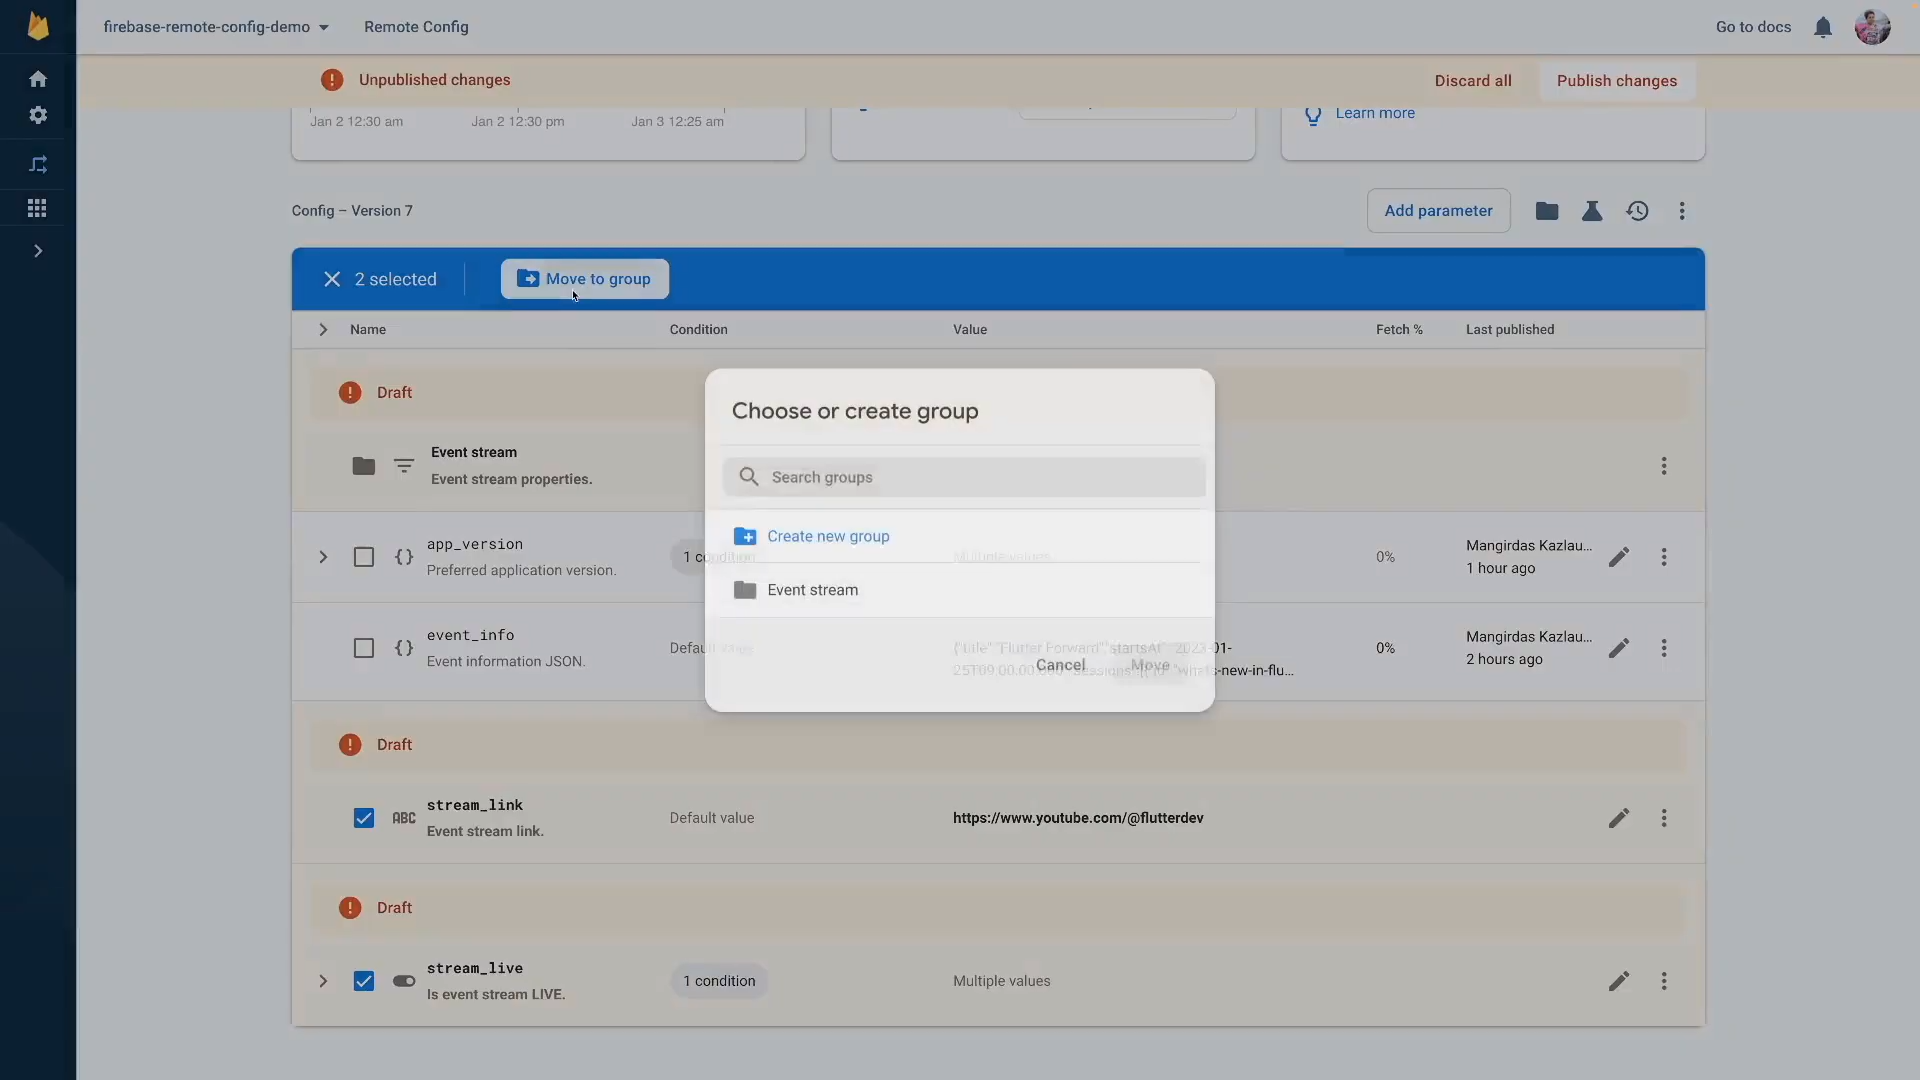 firebase-remote-config-demo
Remote Config
Go to docs
Unpublished changes
Discard all
Publish changes
Jan 2 12:30 am
Jan 2 12:30 pm
Jan 3 12:25 am
Learn more
Config – Version 7
Add parameter
2 selected
Move to group
Name
Condition
Value
Fetch %
Last published
Draft
Choose or create group
Event stream
Event stream properties.
Search groups
Create new group
Event stream
app_version
Preferred application version.
1 condition
Multiple values
0%
Mangirdas Kazlau...
1 hour ago
event_info
Event information JSON.
Default value
{"title":"Flutter Forward","startsAt":"2023-01-
25T09:00:00.000","sessions":[{"id":"whats-new-in-flu...
0%
Mangirdas Kazlau...
2 hours ago
Cancel
Move
Draft
ABC
stream_link
Event stream link.
Default value
https://www.youtube.com/@flutterdev
Draft
stream_live
Is event stream LIVE.
1 condition
Multiple values